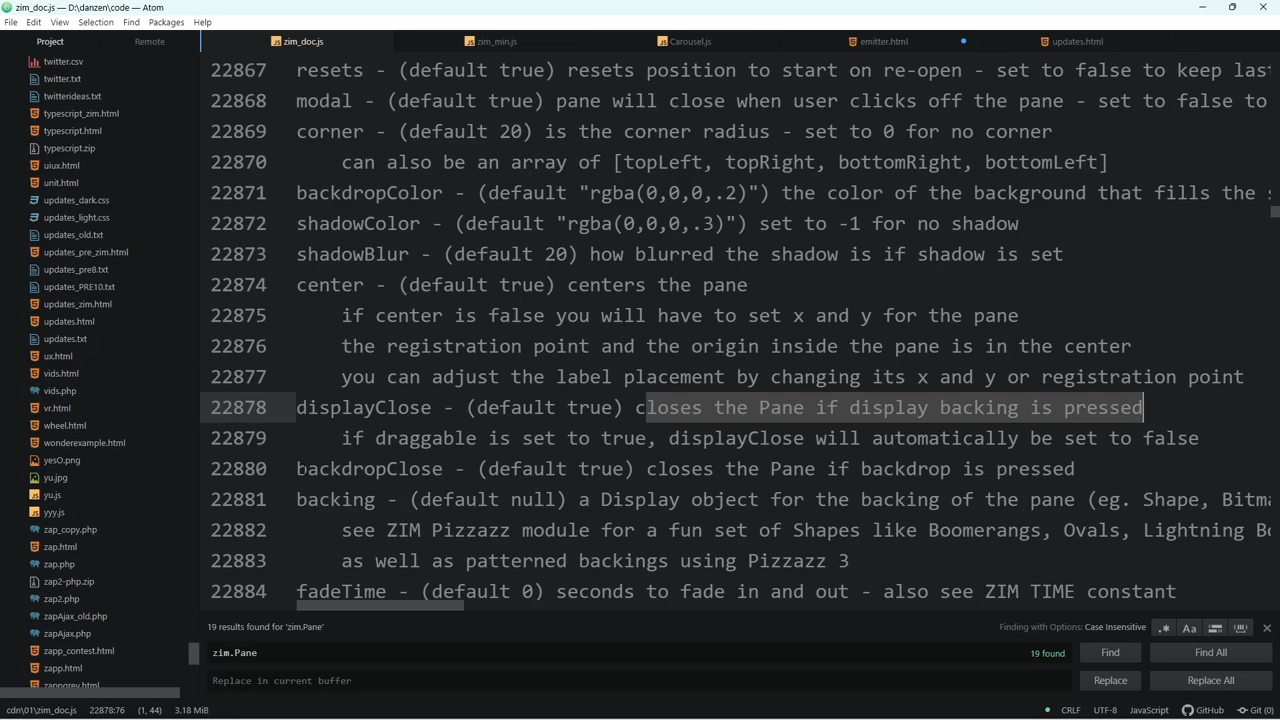 zim_doc.js — D:\danzen\code — Atom
File Edit View Selection Find Packages Help
Project Remote
zim_doc.js zim_min.js Carousel.js emitter.html updates.html
twitter.csv
twitter.txt
twitterideas.txt
typescript_zim.html
typescript.html
typescript.zip
uiux.html
unit.html
updates_dark.css
updates_light.css
updates_old.txt
updates_pre_zim.html
updates_pre8.txt
updates_PRE10.txt
updates_zim.html
updates.html
updates.txt
ux.html
vids.html
vids.php
vr.html
wheel.html
wonderexample.html
yesO.png
yu.jpg
yu.js
yyy.js
zap_copy.php
zap.html
zap.php
zap2-php.zip
zap2.php
zapAjax_old.php
zapAjax.php
zapp_contest.html
zapp.html
zappgrey.html
22867 resets - (default true) resets position to start on re-open - set to false to keep last
22868 modal - (default true) pane will close when user clicks off the pane - set to false to
22869 corner - (default 20) is the corner radius - set to 0 for no corner
22870 can also be an array of [topLeft, topRight, bottomRight, bottomLeft]
22871 backdropColor - (default "rgba(0,0,0,.2)") the color of the background that fills the s
22872 shadowColor - (default "rgba(0,0,0,.3)") set to -1 for no shadow
22873 shadowBlur - (default 20) how blurred the shadow is if shadow is set
22874 center - (default true) centers the pane
22875 if center is false you will have to set x and y for the pane
22876 the registration point and the origin inside the pane is in the center
22877 you can adjust the label placement by changing its x and y or registration point
22878 displayClose - (default true) closes the Pane if display backing is pressed
22879 if draggable is set to true, displayClose will automatically be set to false
22880 backdropClose - (default true) closes the Pane if backdrop is pressed
22881 backing - (default null) a Display object for the backing of the pane (eg. Shape, Bitma
22882 see ZIM Pizzazz module for a fun set of Shapes like Boomerangs, Ovals, Lightning Bo
22883 as well as patterned backings using Pizzazz 3
22884 fadeTime - (default 0) seconds to fade in and out - also see ZIM TIME constant
19 results found for 'zim.Pane' Finding with Options: Case Insensitive .* Aa
zim.Pane 19 found Find Find All
Replace in current buffer Replace Replace All
cdn\01\zim_doc.js 22878:76 (1, 44) 3.18 MiB CRLF UTF-8 JavaScript GitHub Git (0)